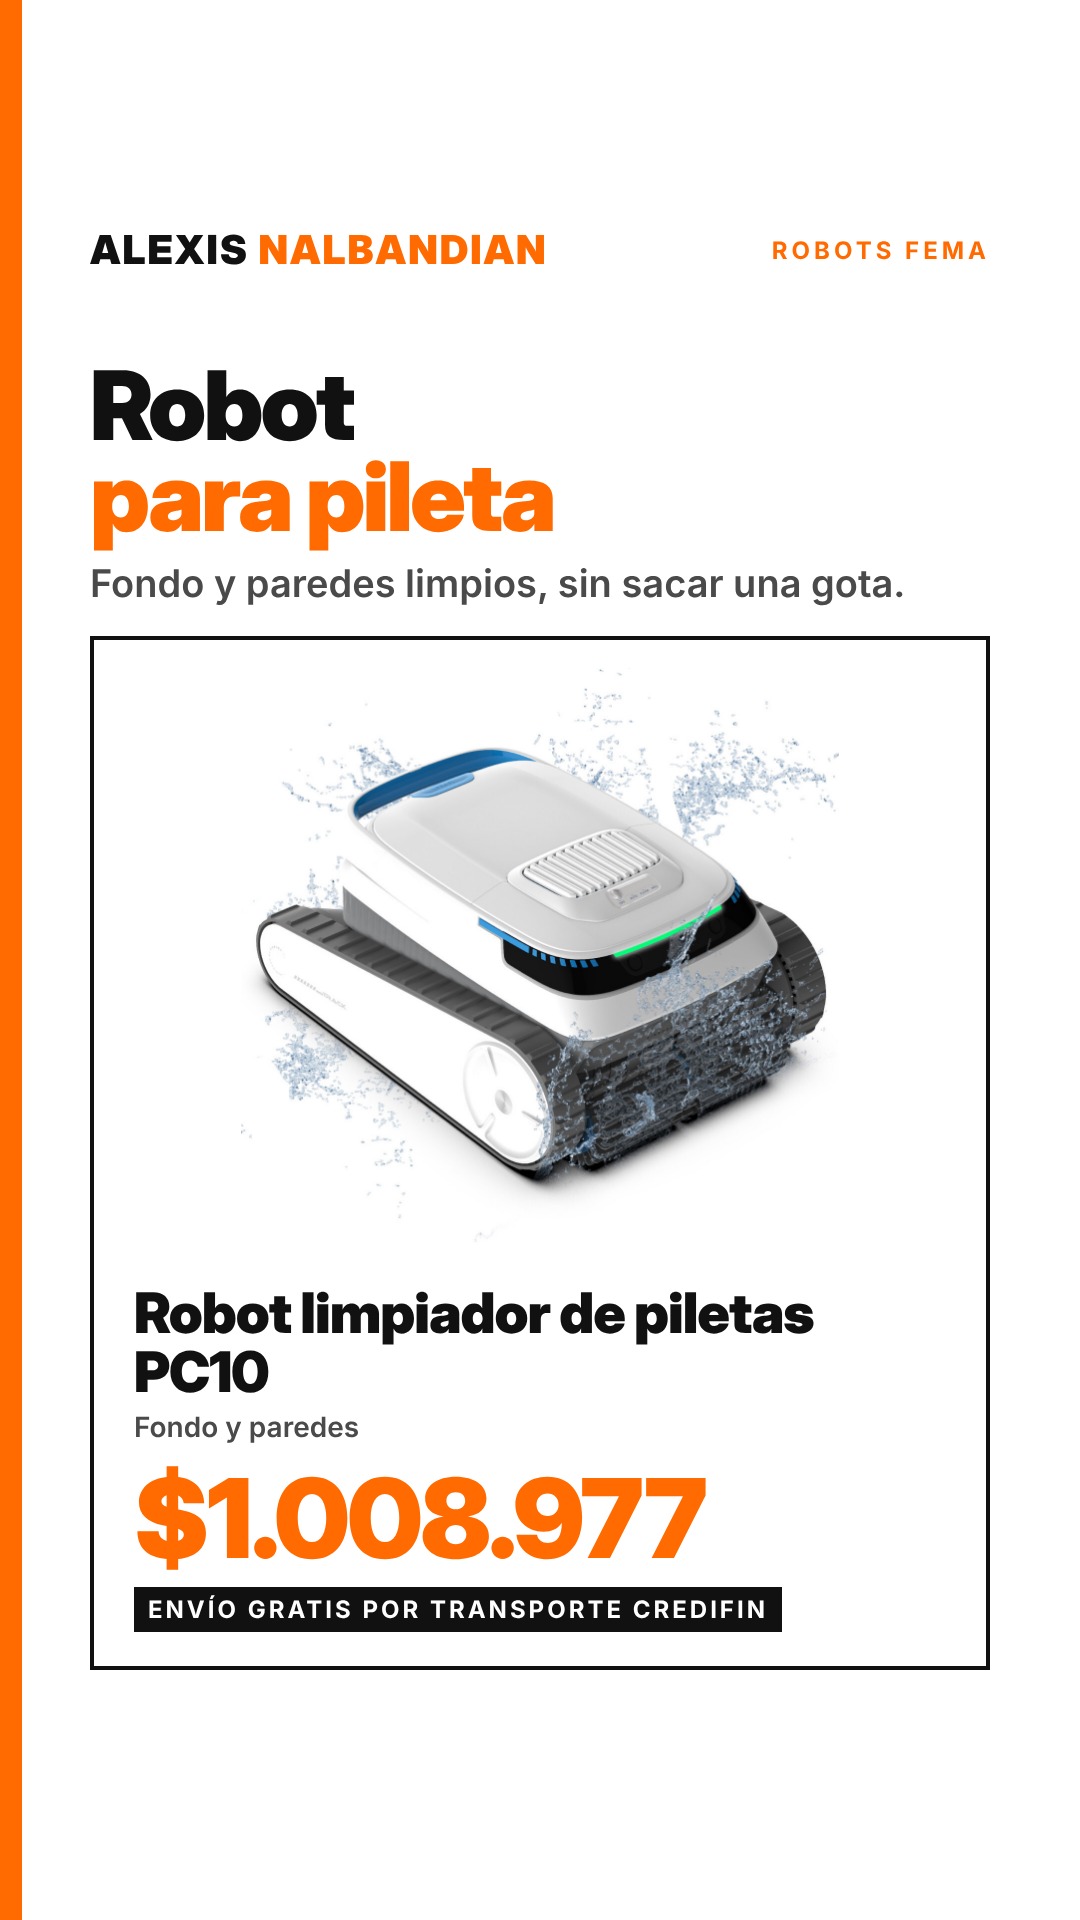 ALEXIS NALBANDIAN
ROBOTS FEMA
Robot
para pileta
Fondo y paredes limpios, sin sacar una gota.
Robot limpiador de piletas
PC10
Fondo y paredes
$1.008.977
ENVÍO GRATIS POR TRANSPORTE CREDIFIN